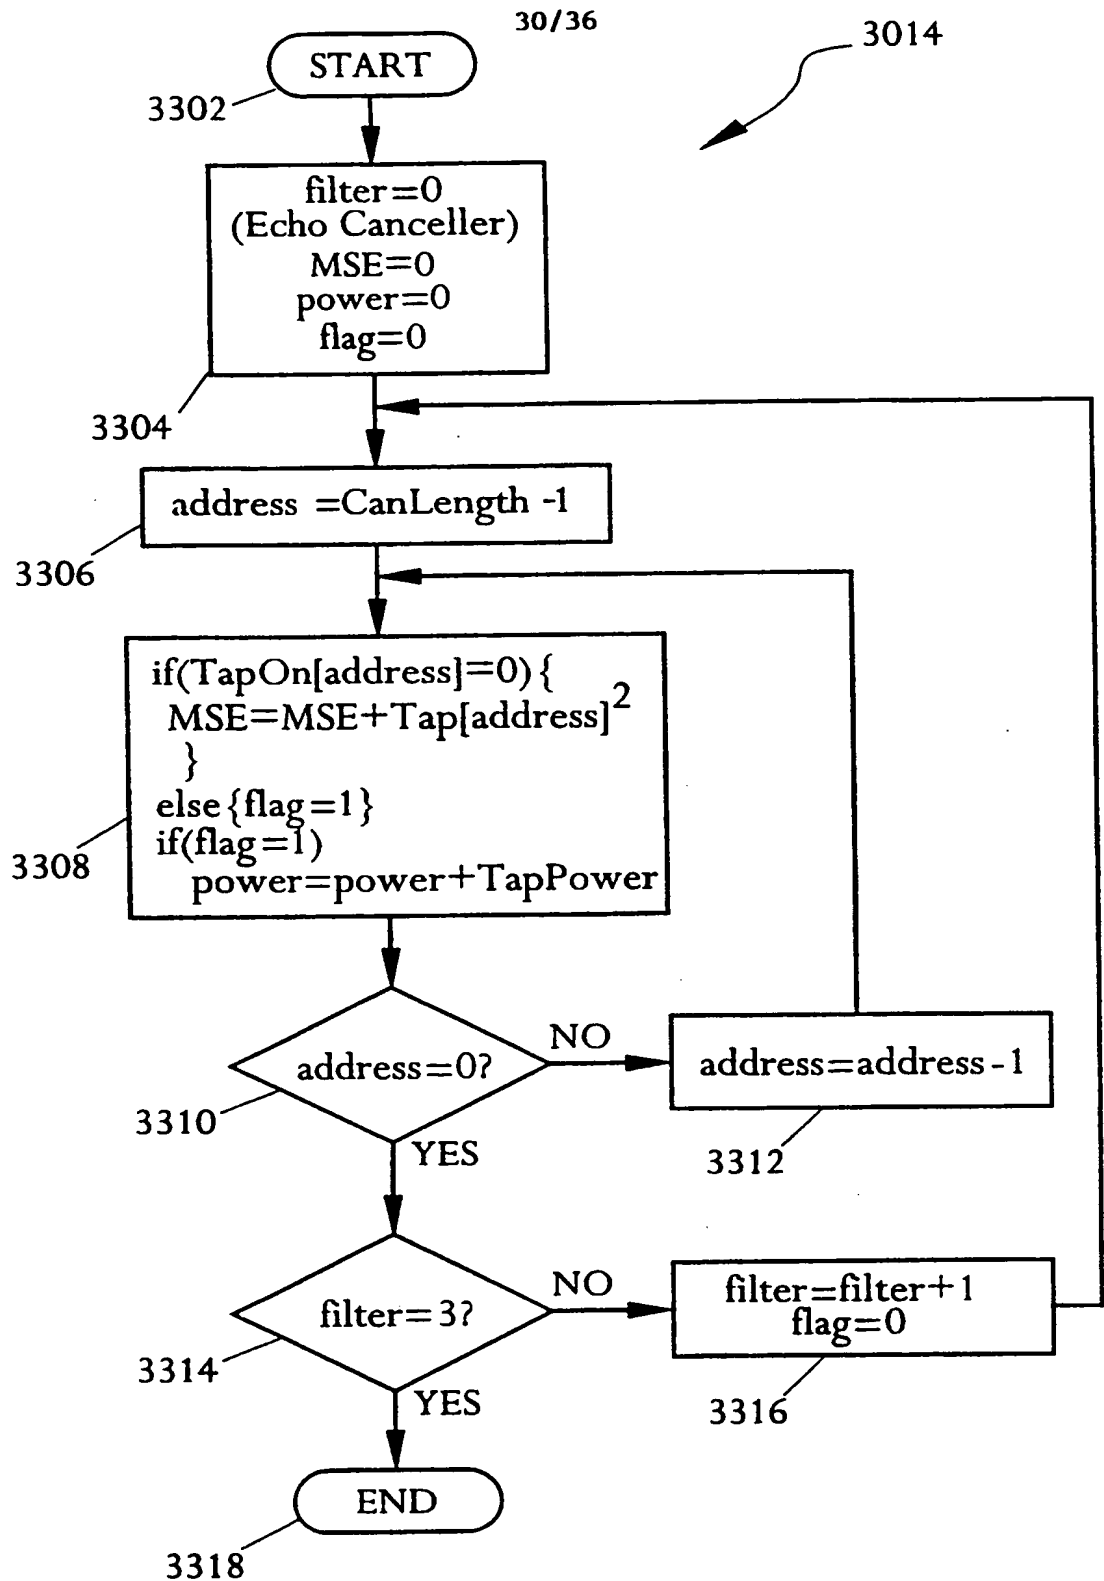 30/36
3014
START
3302
filter=0
(Echo Canceller)
MSE=0
power=0
flag=0
3304
address =CanLength -1
3306
if(TapOn[address]=0){
MSE=MSE+Tap[address]2
}
else{flag=1}
if(flag=1)
power=power+TapPower
3308
address=0?
NO
address=address-1
3310
3312
YES
filter=3?
NO
filter=filter+1
flag=0
3314
3316
YES
END
3318